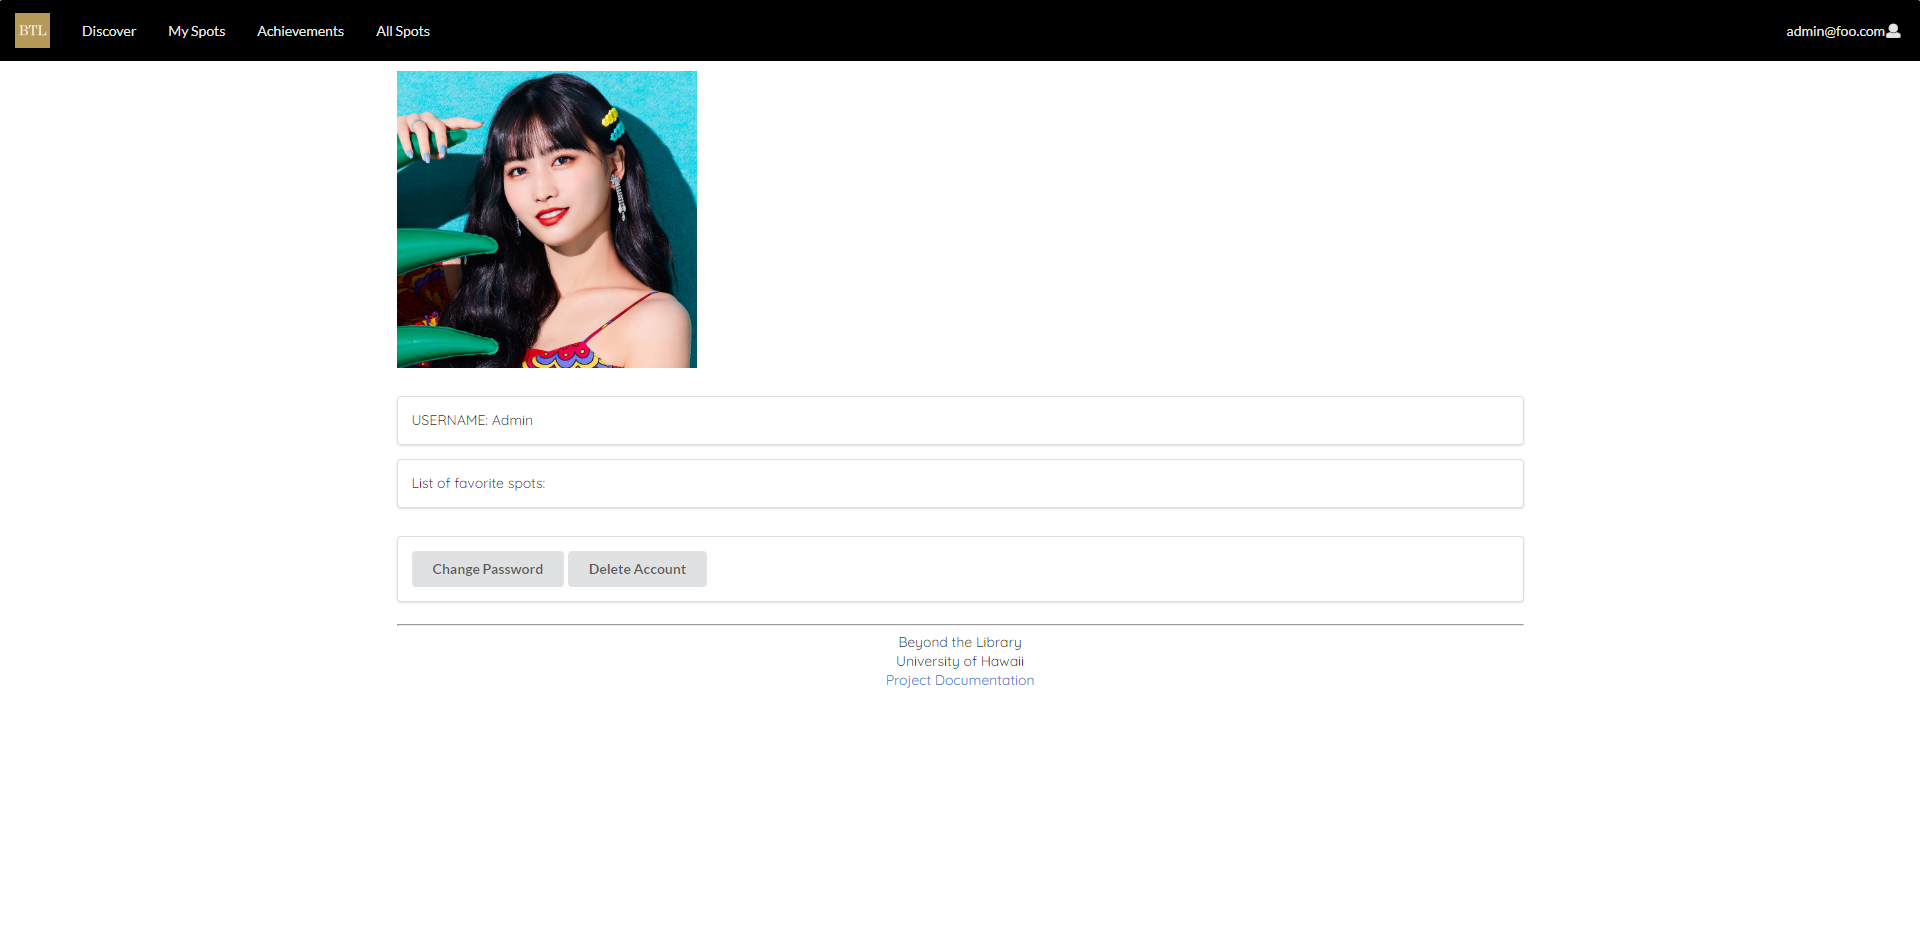 BTL Discover My Spots Achievements All Spots admin@foo.com
USERNAME: Admin
List of favorite spots:
Change Password Delete Account
Beyond the Library
University of Hawaii
Project Documentation